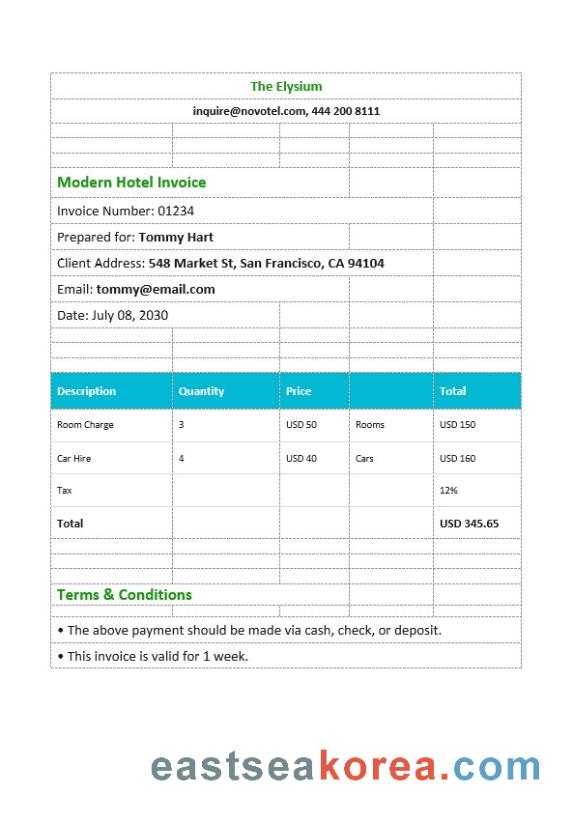 The Elysium
inquire@novotel.com, 444 200 8111
Modern Hotel Invoice
Invoice Number: 01234
Prepared for: Tommy Hart
Client Address: 548 Market St, San Francisco, CA 94104
Email: tommy@email.com
Date: July 08, 2030
Description Quantity Price Total
Room Charge 3 USD 50 Rooms USD 150
Car Hire 4 USD 40 Cars USD 160
Tax 12%
Total USD 345.65
Terms & Conditions
• The above payment should be made via cash, check, or deposit.
• This invoice is valid for 1 week.
eastseakorea.com